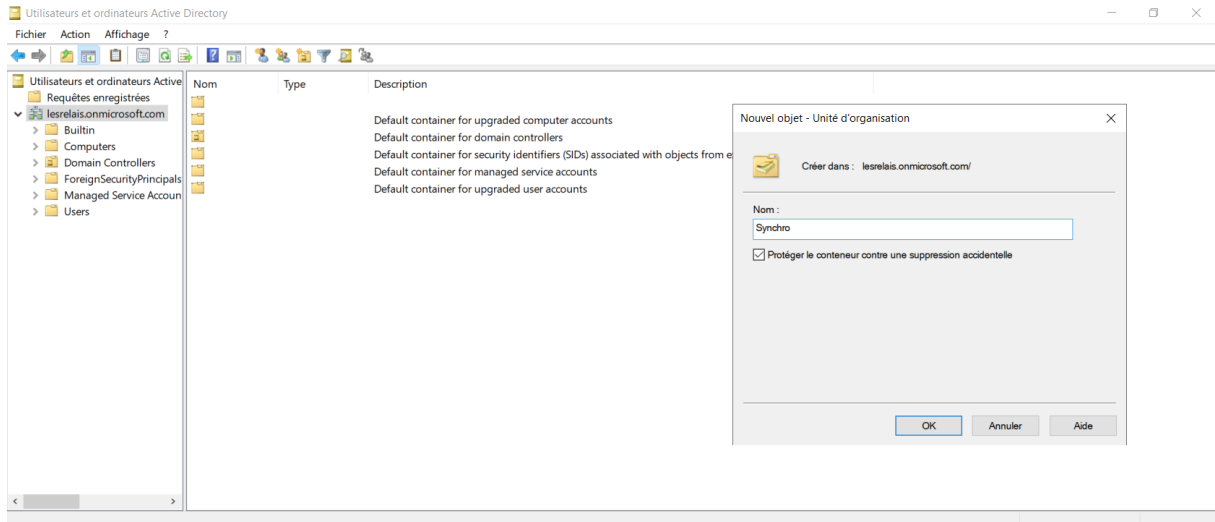 Utilisateurs et ordinateurs Active Directory
Fichier Action Affichage ?
Utilisateurs et ordinateurs Active
Requêtes enregistrées
lesrelais.onmicrosoft.com
Builtin
Computers
Domain Controllers
ForeignSecurityPrincipals
Managed Service Accoun
Users
Nom Type Description
Default container for upgraded computer accounts
Default container for domain controllers
Default container for security identifiers (SIDs) associated with objects from e
Default container for managed service accounts
Default container for upgraded user accounts
Nouvel objet - Unité d'organisation
Créer dans : lesrelais.onmicrosoft.com/
Nom :
Synchro
Protéger le conteneur contre une suppression accidentelle
OK Annuler Aide